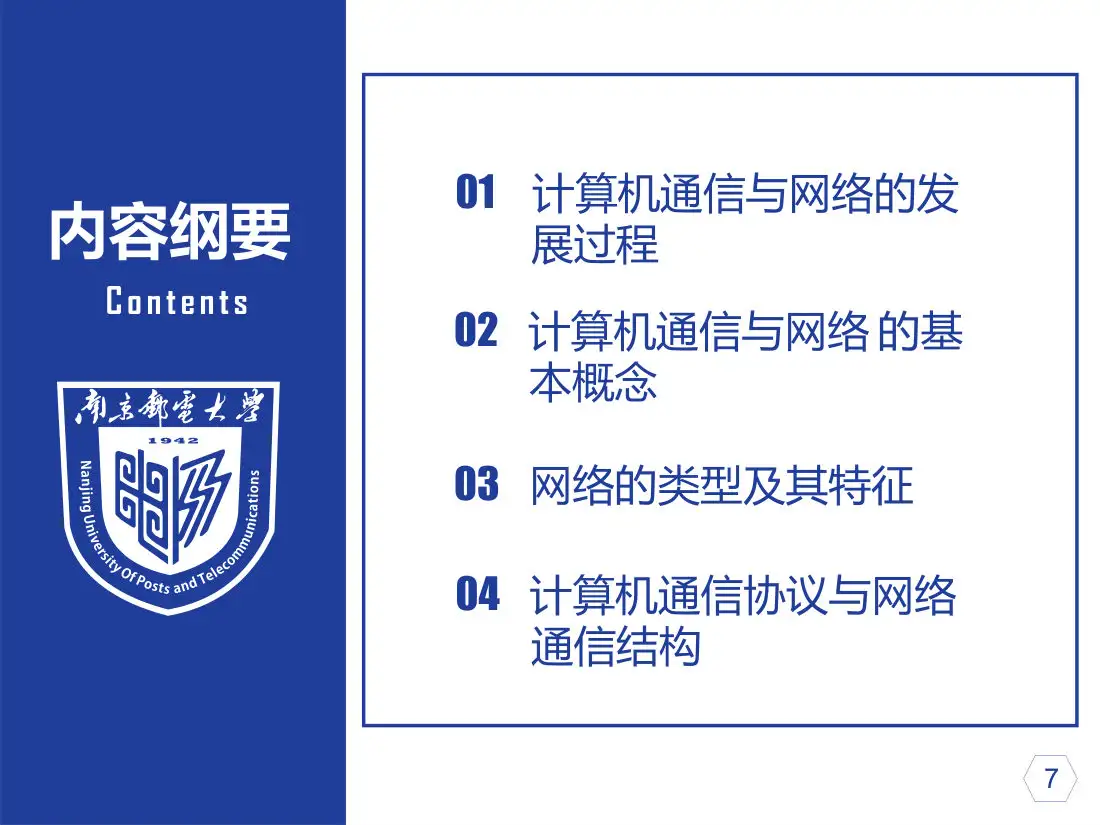 内容纲要
Contents
南京邮电大学
1942
Nanjing University Of Posts and Telecommunications
01 计算机通信与网络的发
展过程
02 计算机通信与网络 的基
本概念
03 网络的类型及其特征
04 计算机通信协议与网络
通信结构
7